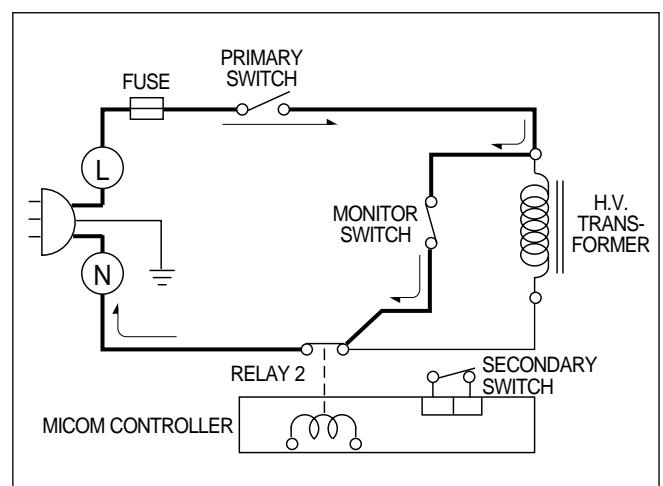 PRIMARY
SWITCH
FUSE
L
MONITOR
SWITCH
H.V.
TRANS-
FORMER
N
RELAY 2
SECONDARY
SWITCH
MICOM CONTROLLER